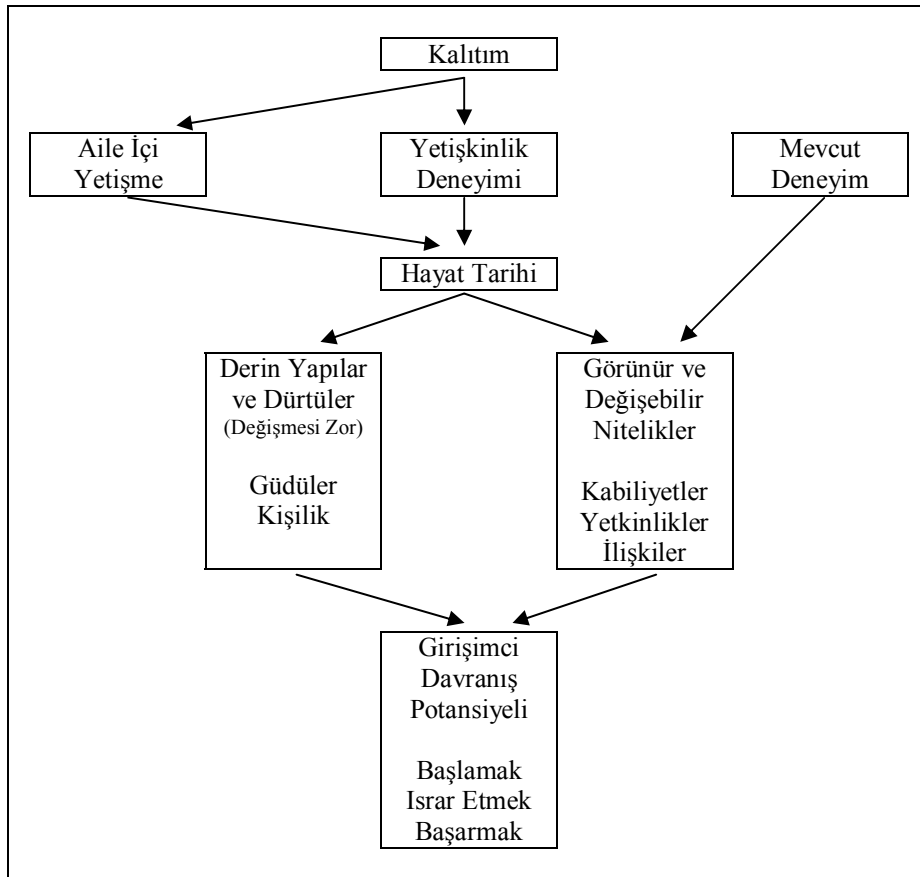 Kalıtım
Aile İçi
Yetişme
Yetişkinlik
Deneyimi
Mevcut
Deneyim
Hayat Tarihi
Derin Yapılar
ve Dürtüler
(Değişmesi Zor)
Güdüler
Kişilik
Görünür ve
Değişebilir
Nitelikler
Kabiliyetler
Yetkinlikler
İlişkiler
Girişimci
Davranış
Potansiyeli
Başlamak
Israr Etmek
Başarmak